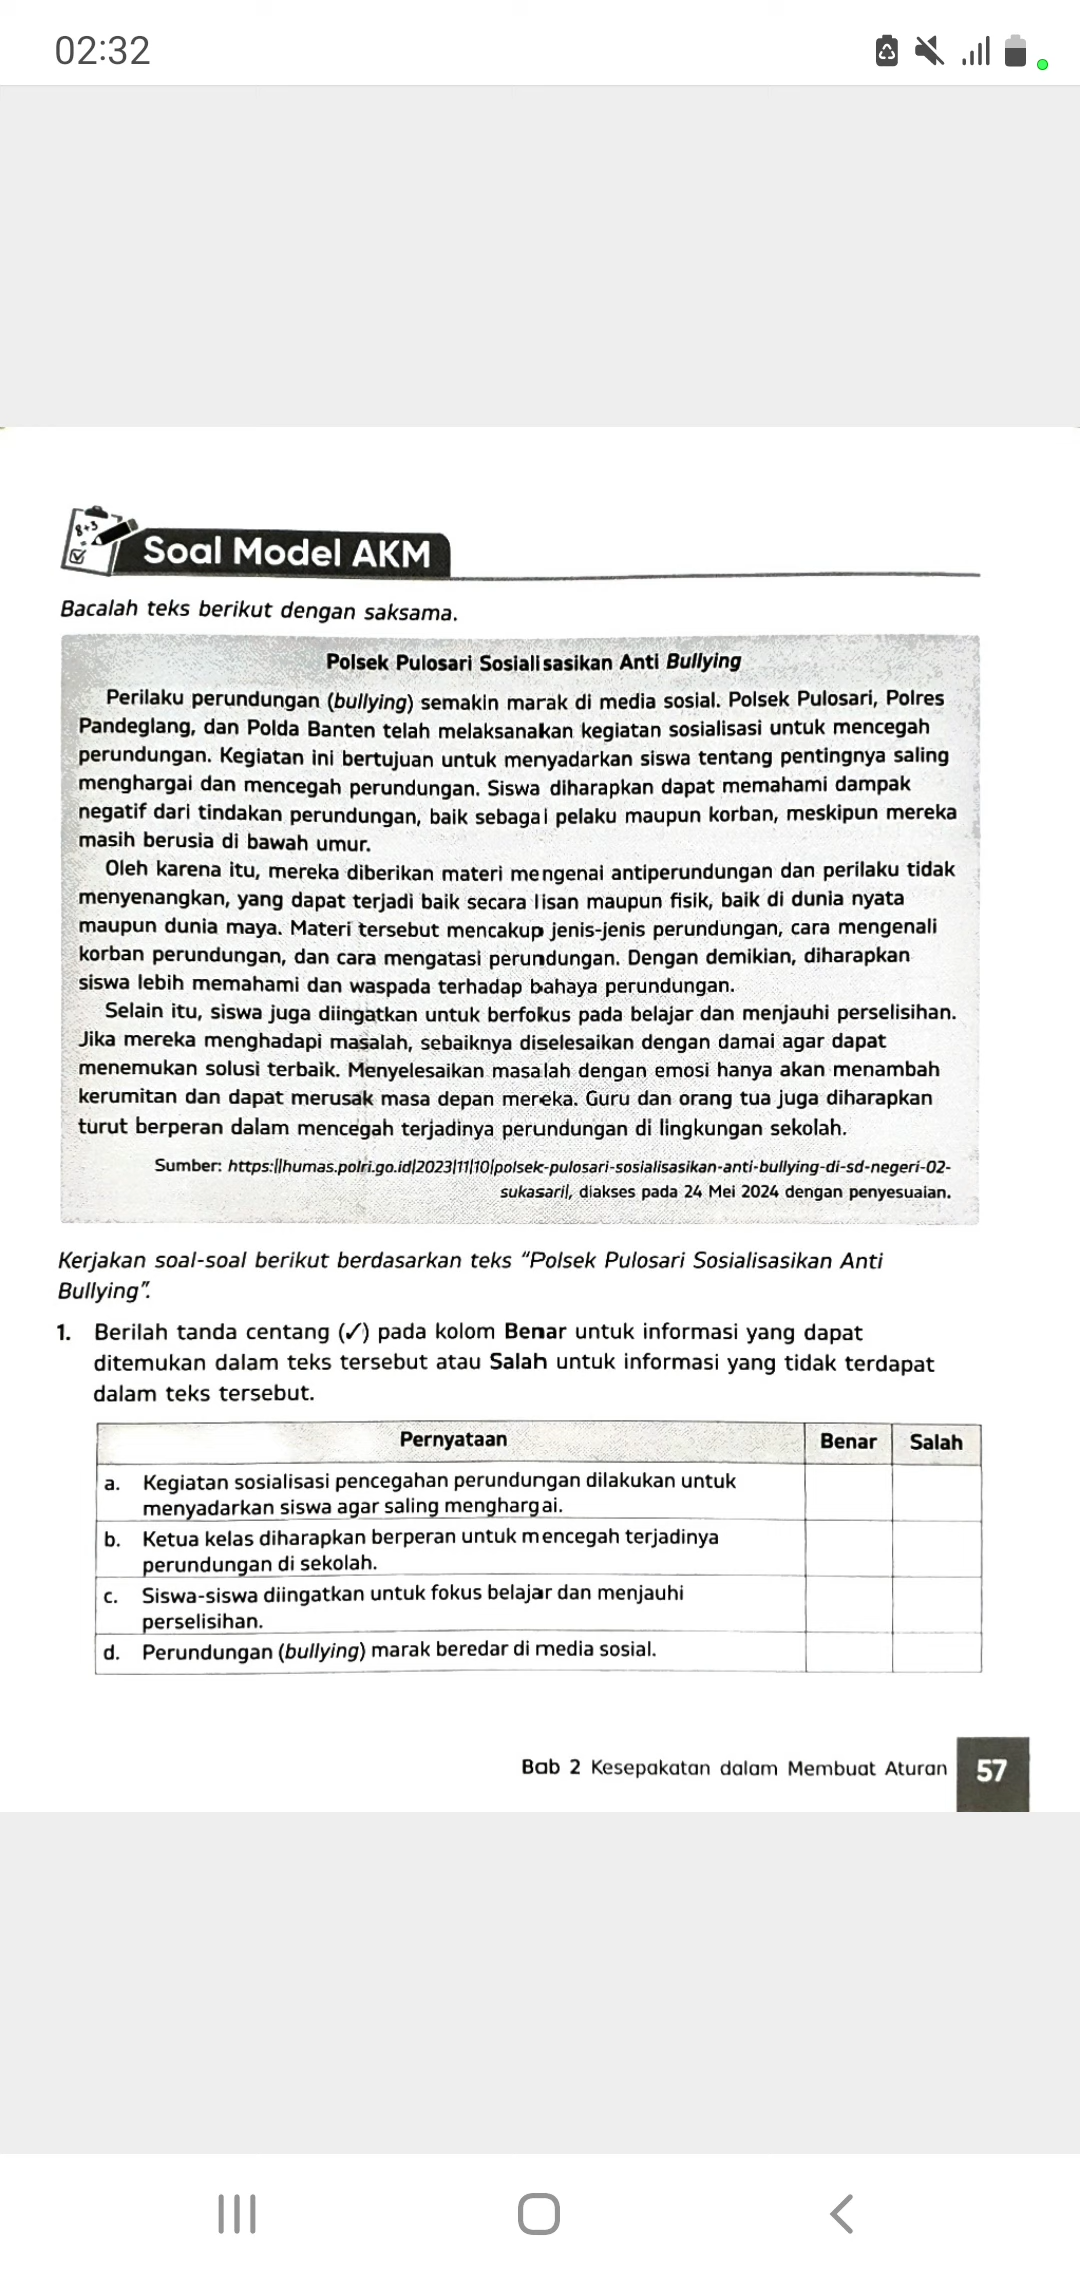 02:32
8+3
Soal Model AKM
Bacalah teks berikut dengan saksama.
Polsek Pulosari Sosialisasikan Anti Bullying
Perilaku perundungan (bullying) semakin marak di media sosial. Polsek Pulosari, Polres
Pandeglang, dan Polda Banten telah melaksanakan kegiatan sosialisasi untuk mencegah
perundungan. Kegiatan ini bertujuan untuk menyadarkan siswa tentang pentingnya saling
menghargai dan mencegah perundungan. Siswa diharapkan dapat memahami dampak
negatif dari tindakan perundungan, baik sebagai pelaku maupun korban, meskipun mereka
masih berusia di bawah umur.
Oleh karena itu, mereka diberikan materi mengenai antiperundungan dan perilaku tidak
menyenangkan, yang dapat terjadi baik secara lisan maupun fisik, baik di dunia nyata
maupun dunia maya. Materi tersebut mencakup jenis-jenis perundungan, cara mengenali
korban perundungan, dan cara mengatasi perundungan. Dengan demikian, diharapkan
siswa lebih memahami dan waspada terhadap bahaya perundungan.
Selain itu, siswa juga diingatkan untuk berfokus pada belajar dan menjauhi perselisihan.
Jika mereka menghadapi masalah, sebaiknya diselesaikan dengan damai agar dapat
menemukan solusi terbaik. Menyelesaikan masalah dengan emosi hanya akan menambah
kerumitan dan dapat merusak masa depan mereka. Guru dan orang tua juga diharapkan
turut berperan dalam mencegah terjadinya perundungan di lingkungan sekolah.
Sumber: https://humas.polri.go.id/2023/11/10/polsek-pulosari-sosialisasikan-anti-bullying-di-sd-negeri-02-
sukasari/, diakses pada 24 Mei 2024 dengan penyesuaian.
Kerjakan soal-soal berikut berdasarkan teks “Polsek Pulosari Sosialisasikan Anti
Bullying”.
1. Berilah tanda centang (✓) pada kolom Benar untuk informasi yang dapat
ditemukan dalam teks tersebut atau Salah untuk informasi yang tidak terdapat
dalam teks tersebut.
Pernyataan Benar Salah
a. Kegiatan sosialisasi pencegahan perundungan dilakukan untuk
menyadarkan siswa agar saling menghargai.
b. Ketua kelas diharapkan berperan untuk mencegah terjadinya
perundungan di sekolah.
c. Siswa-siswa diingatkan untuk fokus belajar dan menjauhi
perselisihan.
d. Perundungan (bullying) marak beredar di media sosial.
Bab 2 Kesepakatan dalam Membuat Aturan 57